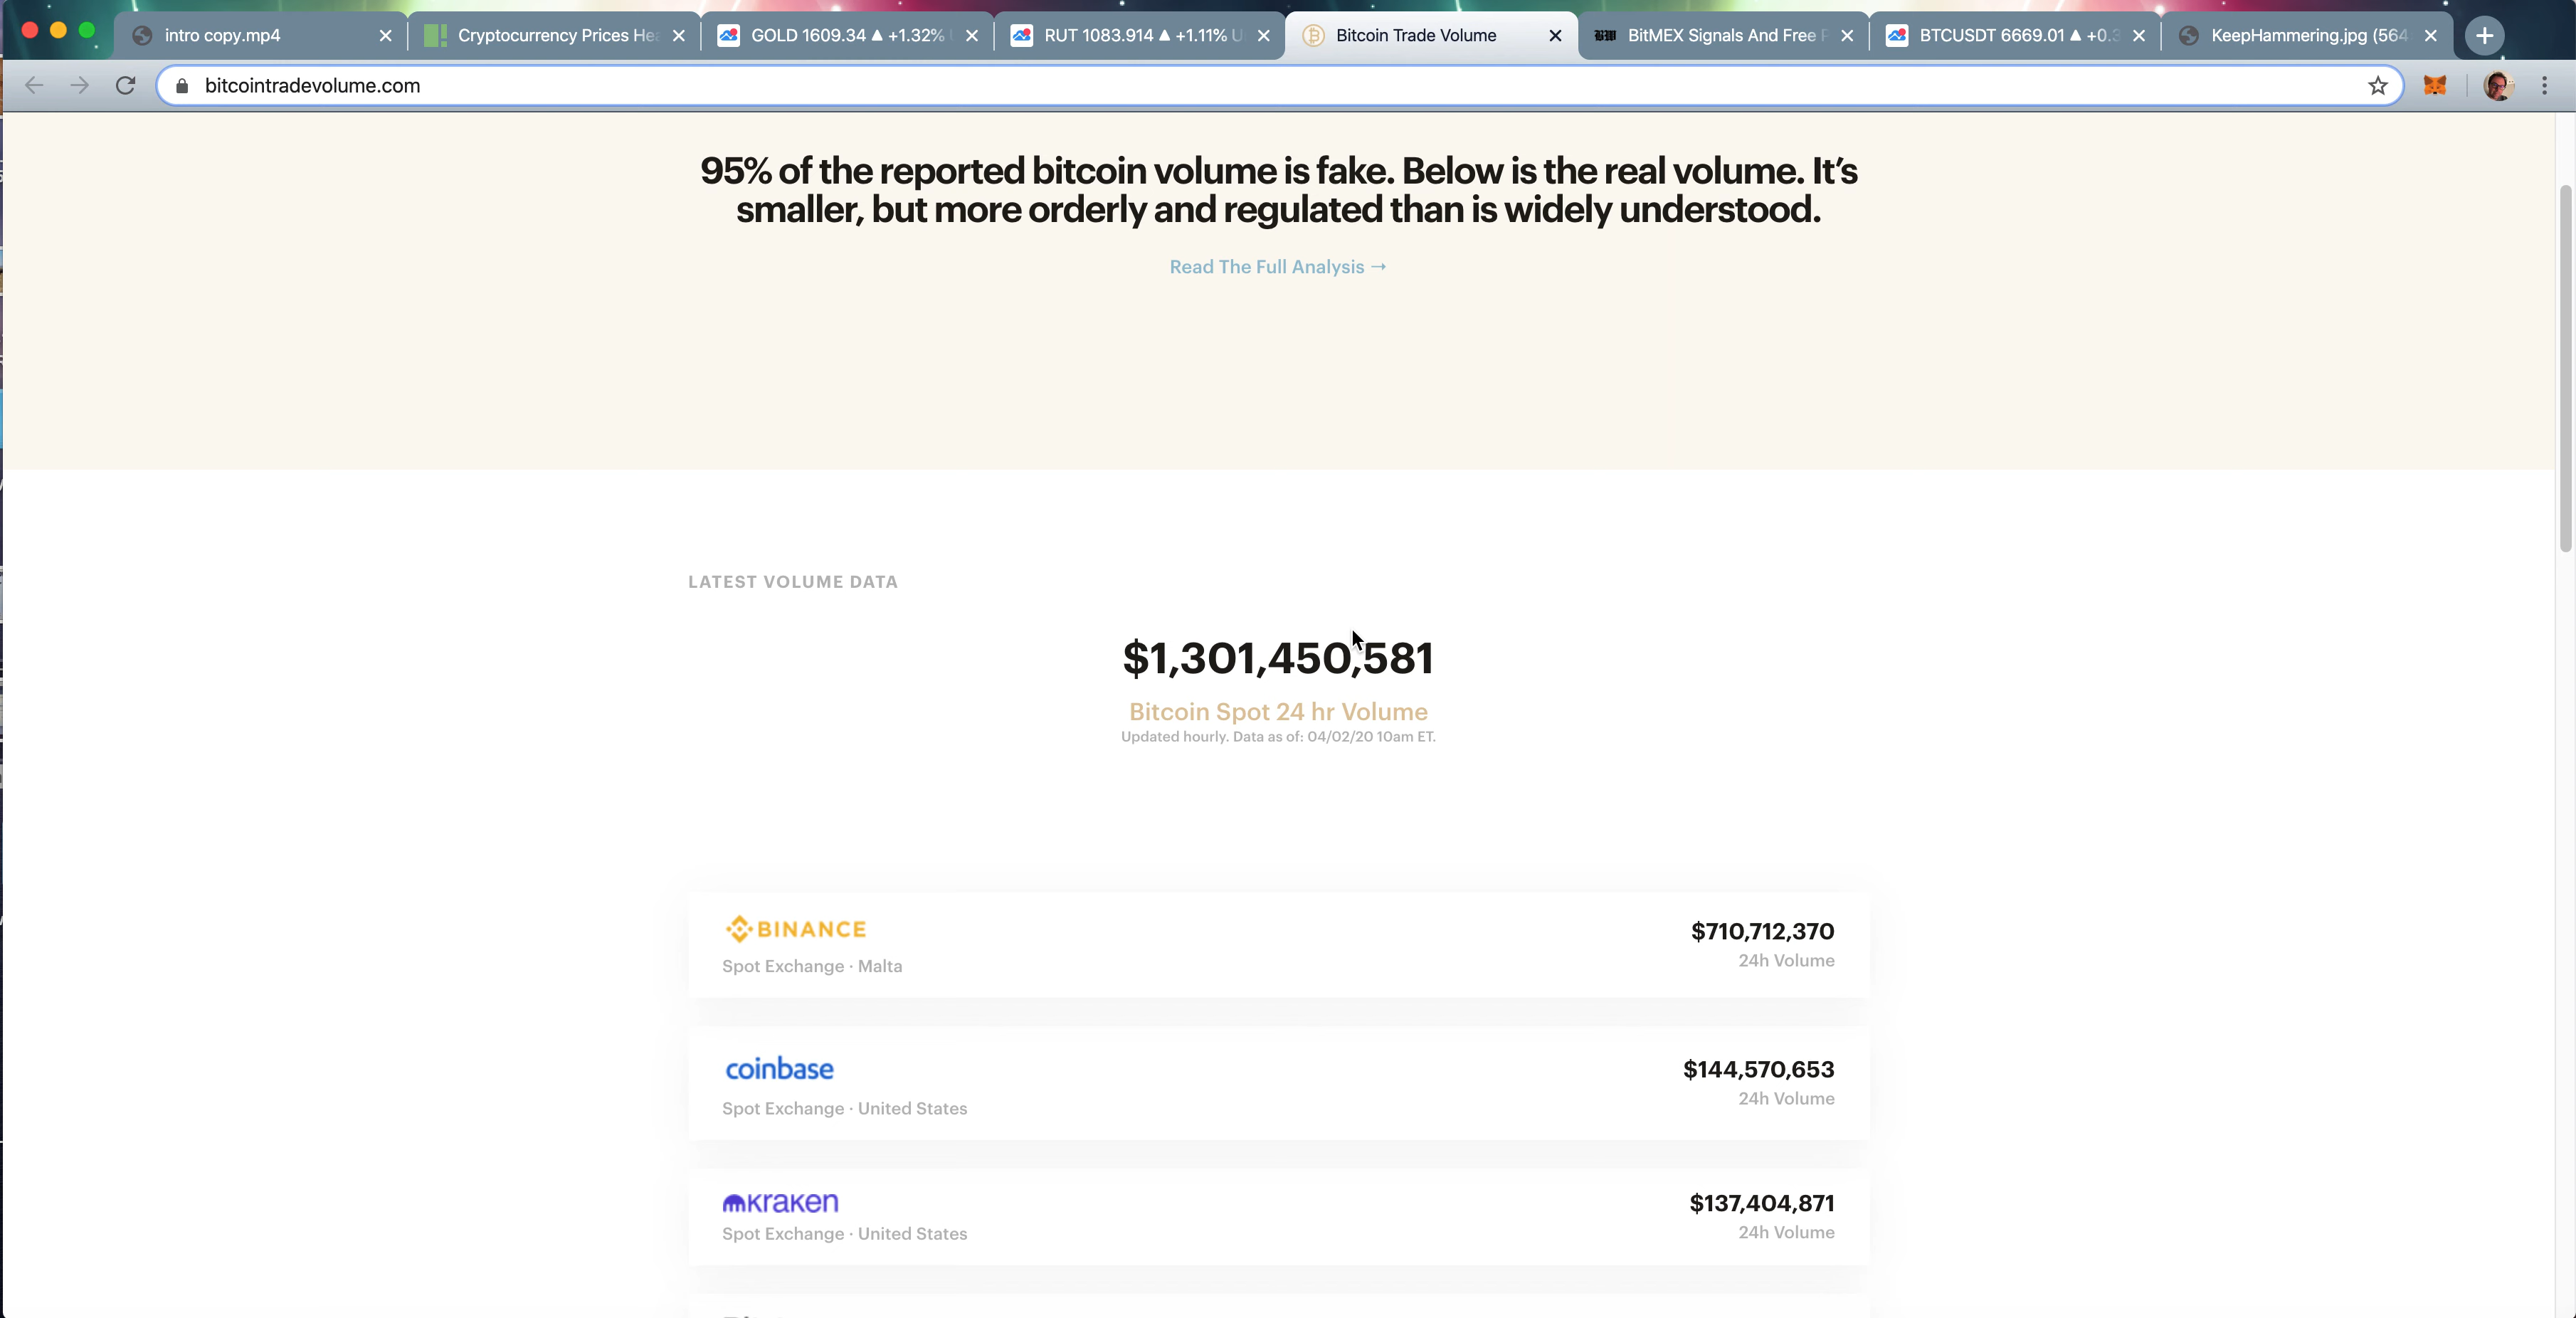 intro copy.mp4
Cryptocurrency Prices Hea
GOLD 1609.34 ▲ +1.32%
RUT 1083.914 ▲ +1.11% U
Bitcoin Trade Volume
BitMEX Signals And Free
BTCUSDT 6669.01 ▲ +0.3
KeepHammering.jpg (564
bitcointradevolume.com
95% of the reported bitcoin volume is fake. Below is the real volume. It’s
smaller, but more orderly and regulated than is widely understood.
Read The Full Analysis →
LATEST VOLUME DATA
$1,301,450,581
Bitcoin Spot 24 hr Volume
Updated hourly. Data as of: 04/02/20 10am ET.
BINANCE
$710,712,370
Spot Exchange · Malta
24h Volume
coinbase
$144,570,653
Spot Exchange · United States
24h Volume
kraken
$137,404,871
Spot Exchange · United States
24h Volume